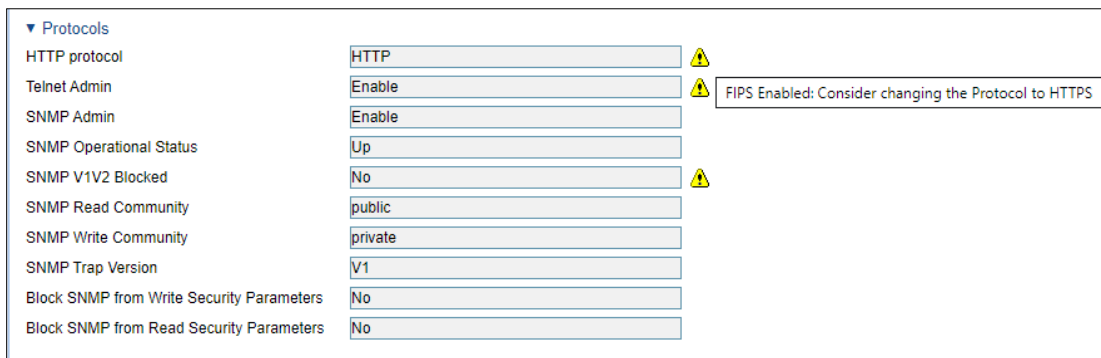 Protocols
HTTP protocol HTTP
Telnet Admin Enable
FIPS Enabled: Consider changing the Protocol to HTTPS
SNMP Admin Enable
SNMP Operational Status Up
SNMP V1V2 Blocked No
SNMP Read Community public
SNMP Write Community private
SNMP Trap Version V1
Block SNMP from Write Security Parameters No
Block SNMP from Read Security Parameters No